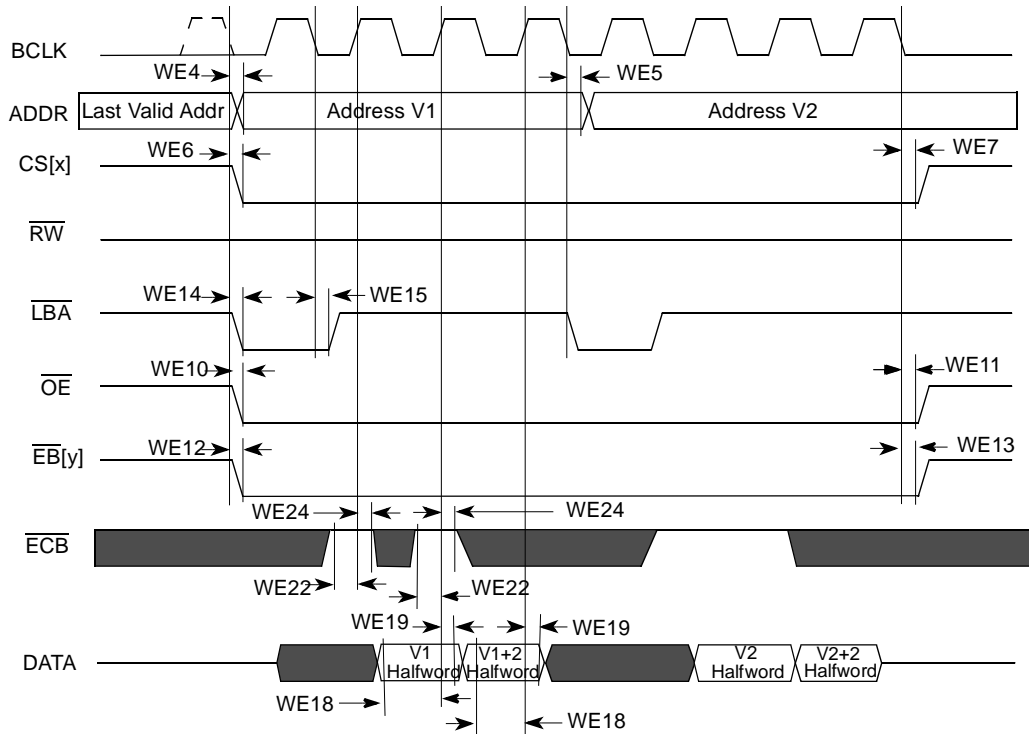 BCLK
WE4
WE5
ADDR
Last Valid Addr
Address V1
Address V2
WE6
WE7
CS[x]
RW
WE14
WE15
LBA
WE10
WE11
OE
WE12
WE13
EB[y]
WE24
WE24
ECB
WE22
WE22
WE19
WE19
DATA
V1
Halfword
V1+2
Halfword
V2
Halfword
V2+2
Halfword
WE18
WE18